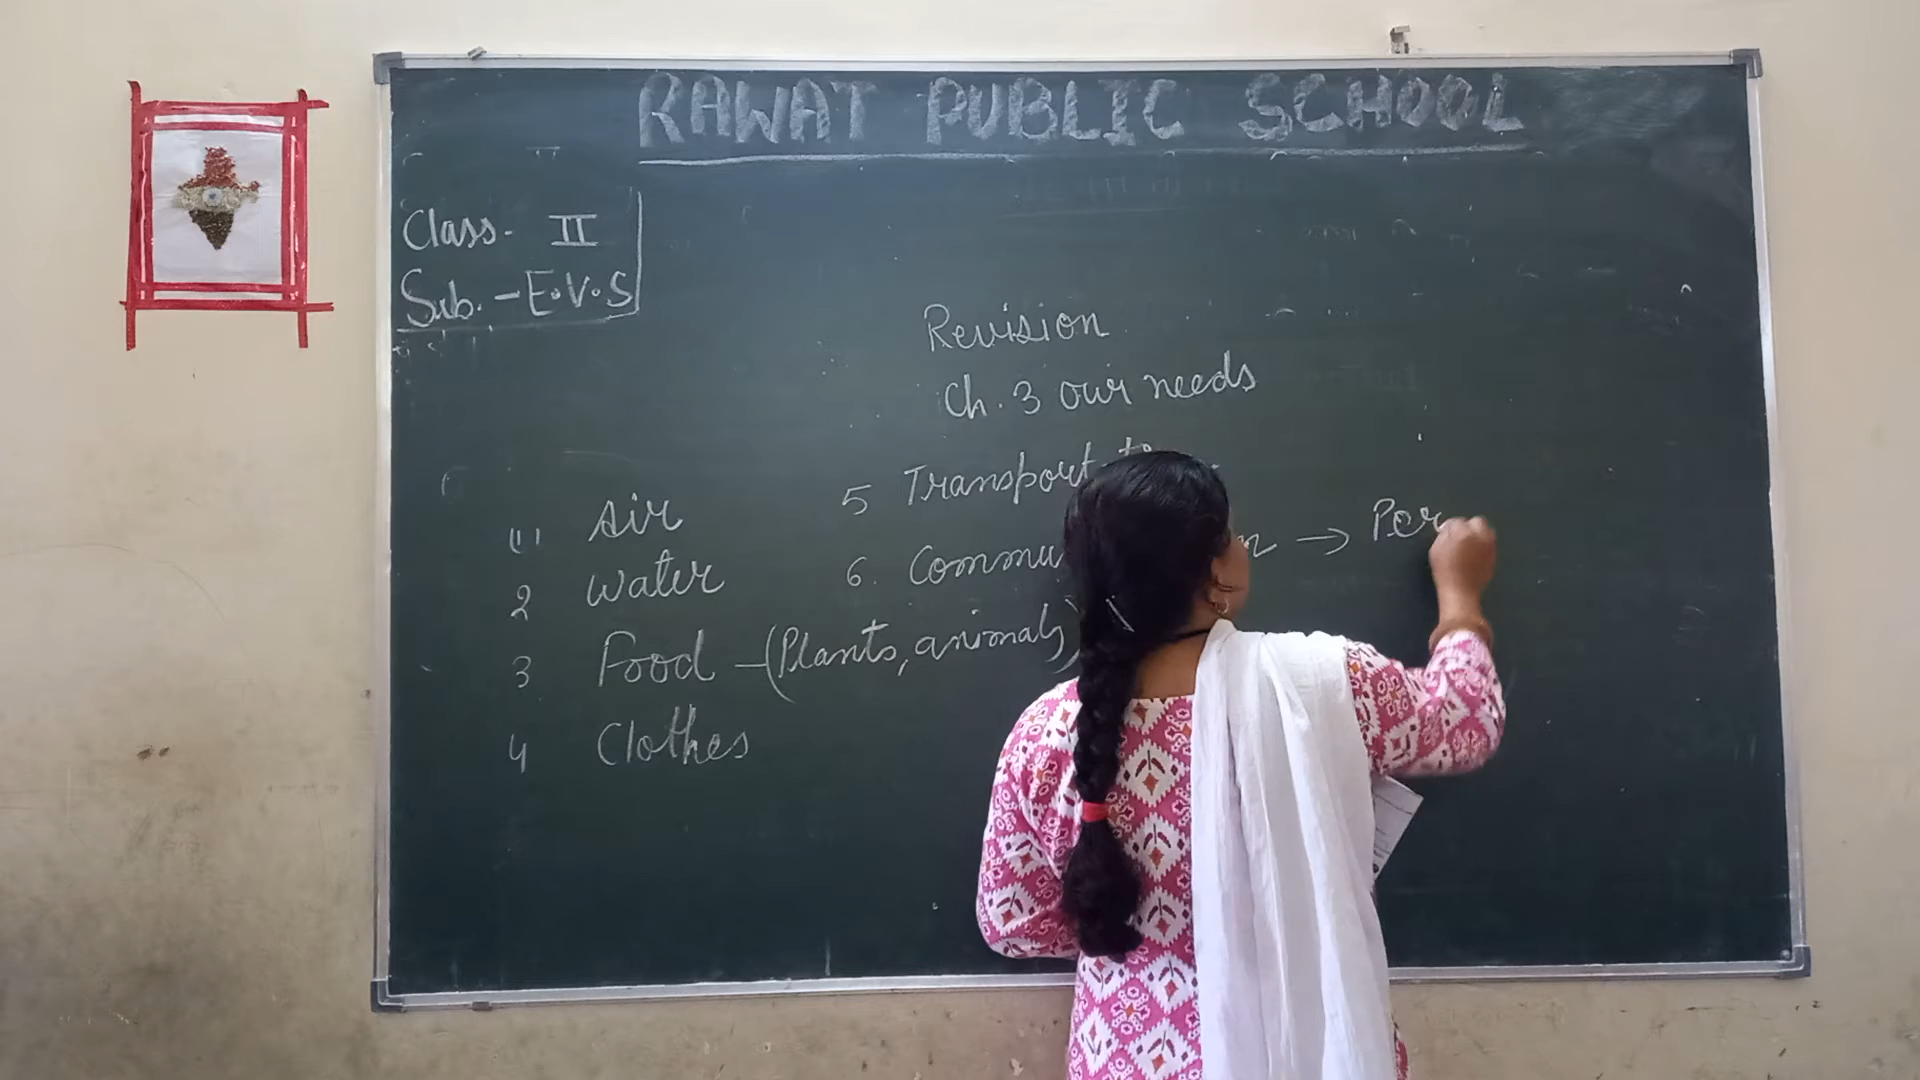 RAWAT PUBLIC SCHOOL
Class- II
Sub. - E.V.S
Revision
Ch. 3 our needs
(1) Air
2 Water
3 Food - (Plants, animals)
4 Clothes
5 Transport
6. Commu n → Per